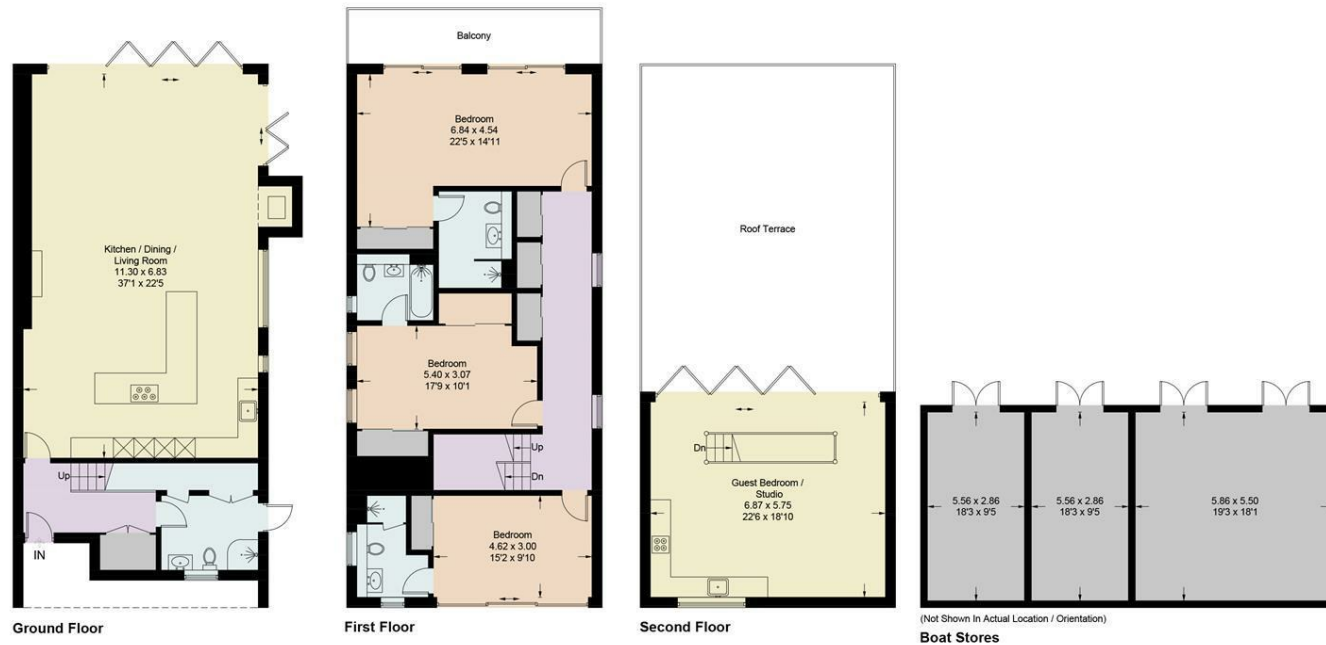 Balcony
Kitchen / Dining /
Living Room
11.30 x 6.83
37'1 x 22'5
Up
IN
Ground Floor
Bedroom
6.84 x 4.54
22'5 x 14'11
Bedroom
5.40 x 3.07
17'9 x 10'1
Up
Dn
Bedroom
4.62 x 3.00
15'2 x 9'10
First Floor
Roof Terrace
Dn
Guest Bedroom /
Studio
6.87 x 5.75
22'6 x 18'10
Second Floor
5.56 x 2.86
18'3 x 9'5
5.56 x 2.86
18'3 x 9'5
5.86 x 5.50
19'3 x 18'1
(Not Shown In Actual Location / Orientation)
Boat Stores